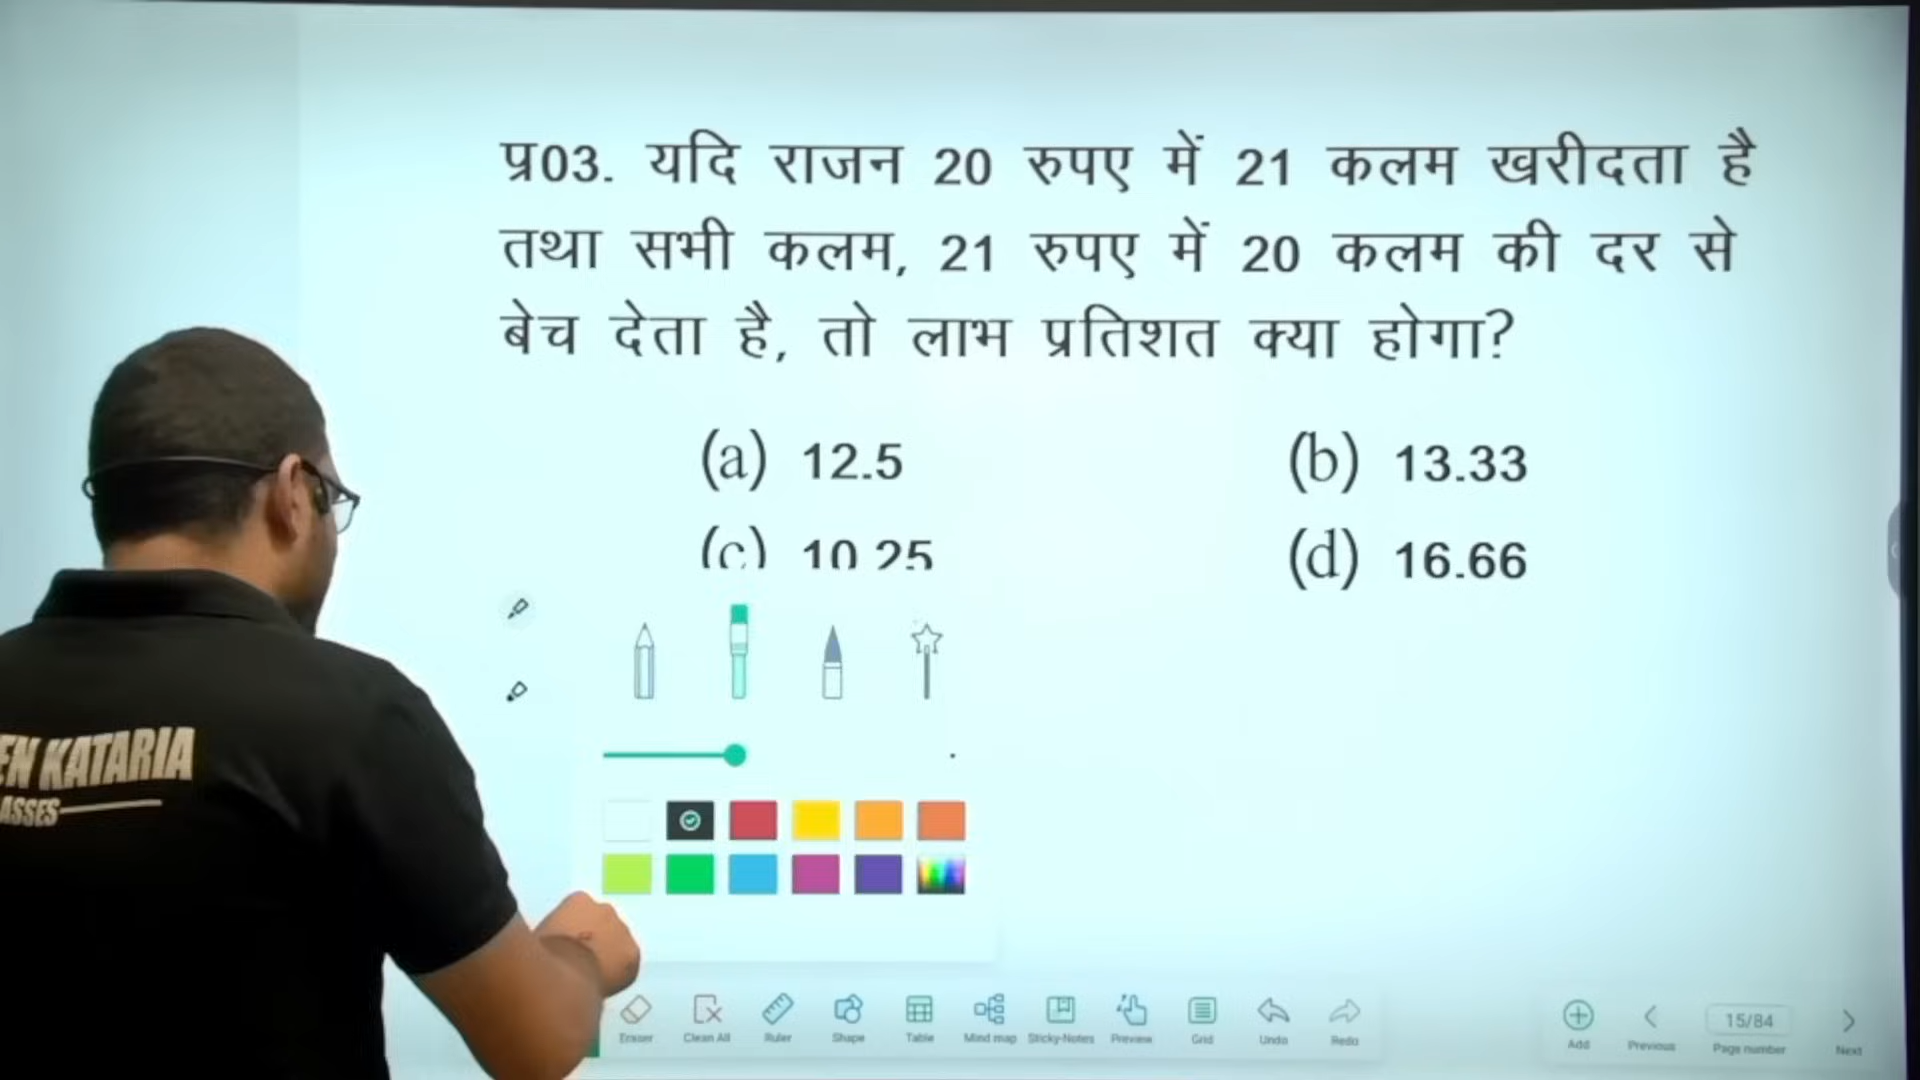 प्र03. यदि राजन 20 रुपए में 21 कलम खरीदता है
तथा सभी कलम, 21 रुपए में 20 कलम की दर से
बेच देता है, तो लाभ प्रतिशत क्या होगा?
(a) 12.5
(b) 13.33
(c) 10 25
(d) 16.66
EN KATARIA
ASSES
Eraser
Clean All
Ruler
Shape
Table
Mind map
Sticky-Notes
Preview
Grid
Undo
Redo
Add
Previous
15/84
Page number
Next